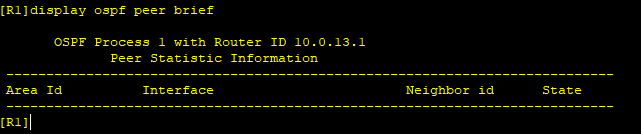 [R1]display ospf peer brief
OSPF Process 1 with Router ID 10.0.13.1
Peer Statistic Information
----------------------------------------------------------------------------
Area Id Interface Neighbor id State
----------------------------------------------------------------------------
[R1]